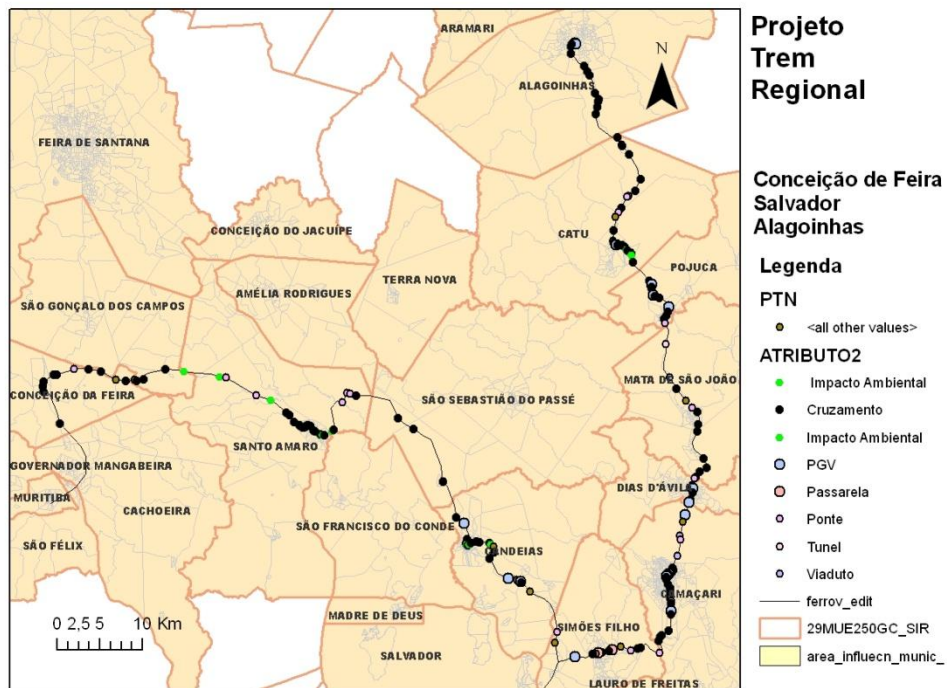 Projeto
Trem
Regional
Conceição de Feira
Salvador
Alagoinhas
Legenda
PTN
<all other values>
ATRIBUTO2
Impacto Ambiental
Cruzamento
Impacto Ambiental
PGV
Passarela
Ponte
Tunel
Viaduto
ferrov_edit
29MUE250GC_SIR
area_influecn_munic_
ARAMARI
N
ALAGOINHAS
FEIRA DE SANTANA
CONCEIÇÃO DO JACUÍPE
CATU
POJUCA
TERRA NOVA
AMÉLIA RODRIGUES
SÃO GONÇALO DOS CAMPOS
MATA DE SÃO JOÃO
CONCEIÇÃO DA FEIRA
SÃO SEBASTIÃO DO PASSÉ
SANTO AMARO
GOVERNADOR MANGABEIRA
DIAS D'ÁVILA
MURITIBA
CACHOEIRA
SÃO FRANCISCO DO CONDE
SÃO FÉLIX
ANDEIAS
CAMAÇARI
MADRE DE DEUS
SIMÕES FILHO
0 2,5 5 10 Km
SALVADOR
LAURO DE FREITAS